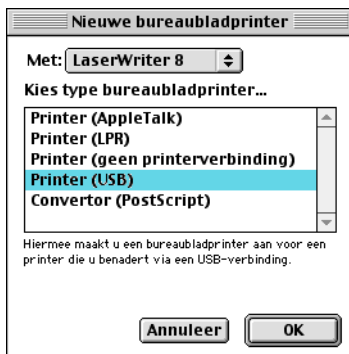 Nieuwe bureaubladprinter
Met: LaserWriter 8
Kies type bureaubladprinter...
Printer (AppleTalk)
Printer (LPR)
Printer (geen printerverbinding)
Printer (USB)
Convertor (PostScript)
Hiermee maakt u een bureaubladprinter aan voor een
printer die u benadert via een USB-verbinding.
Annuleer OK